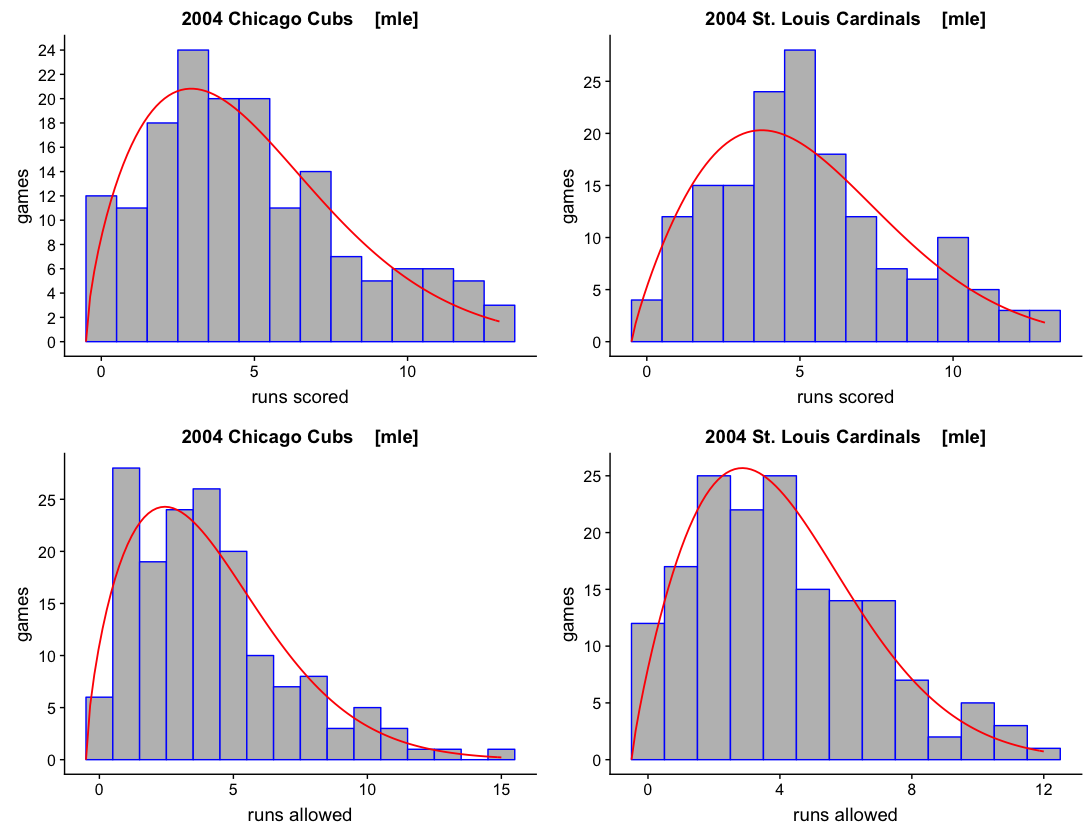 2004 Chicago Cubs [mle]
games
24
22
20
18
16
14
12
10
8
6
4
2
0
0 5 10
runs scored
2004 St. Louis Cardinals [mle]
games
25
20
15
10
5
0
0 5 10
runs scored
2004 Chicago Cubs [mle]
games
25
20
15
10
5
0
0 5 10 15
runs allowed
2004 St. Louis Cardinals [mle]
games
25
20
15
10
5
0
0 4 8 12
runs allowed